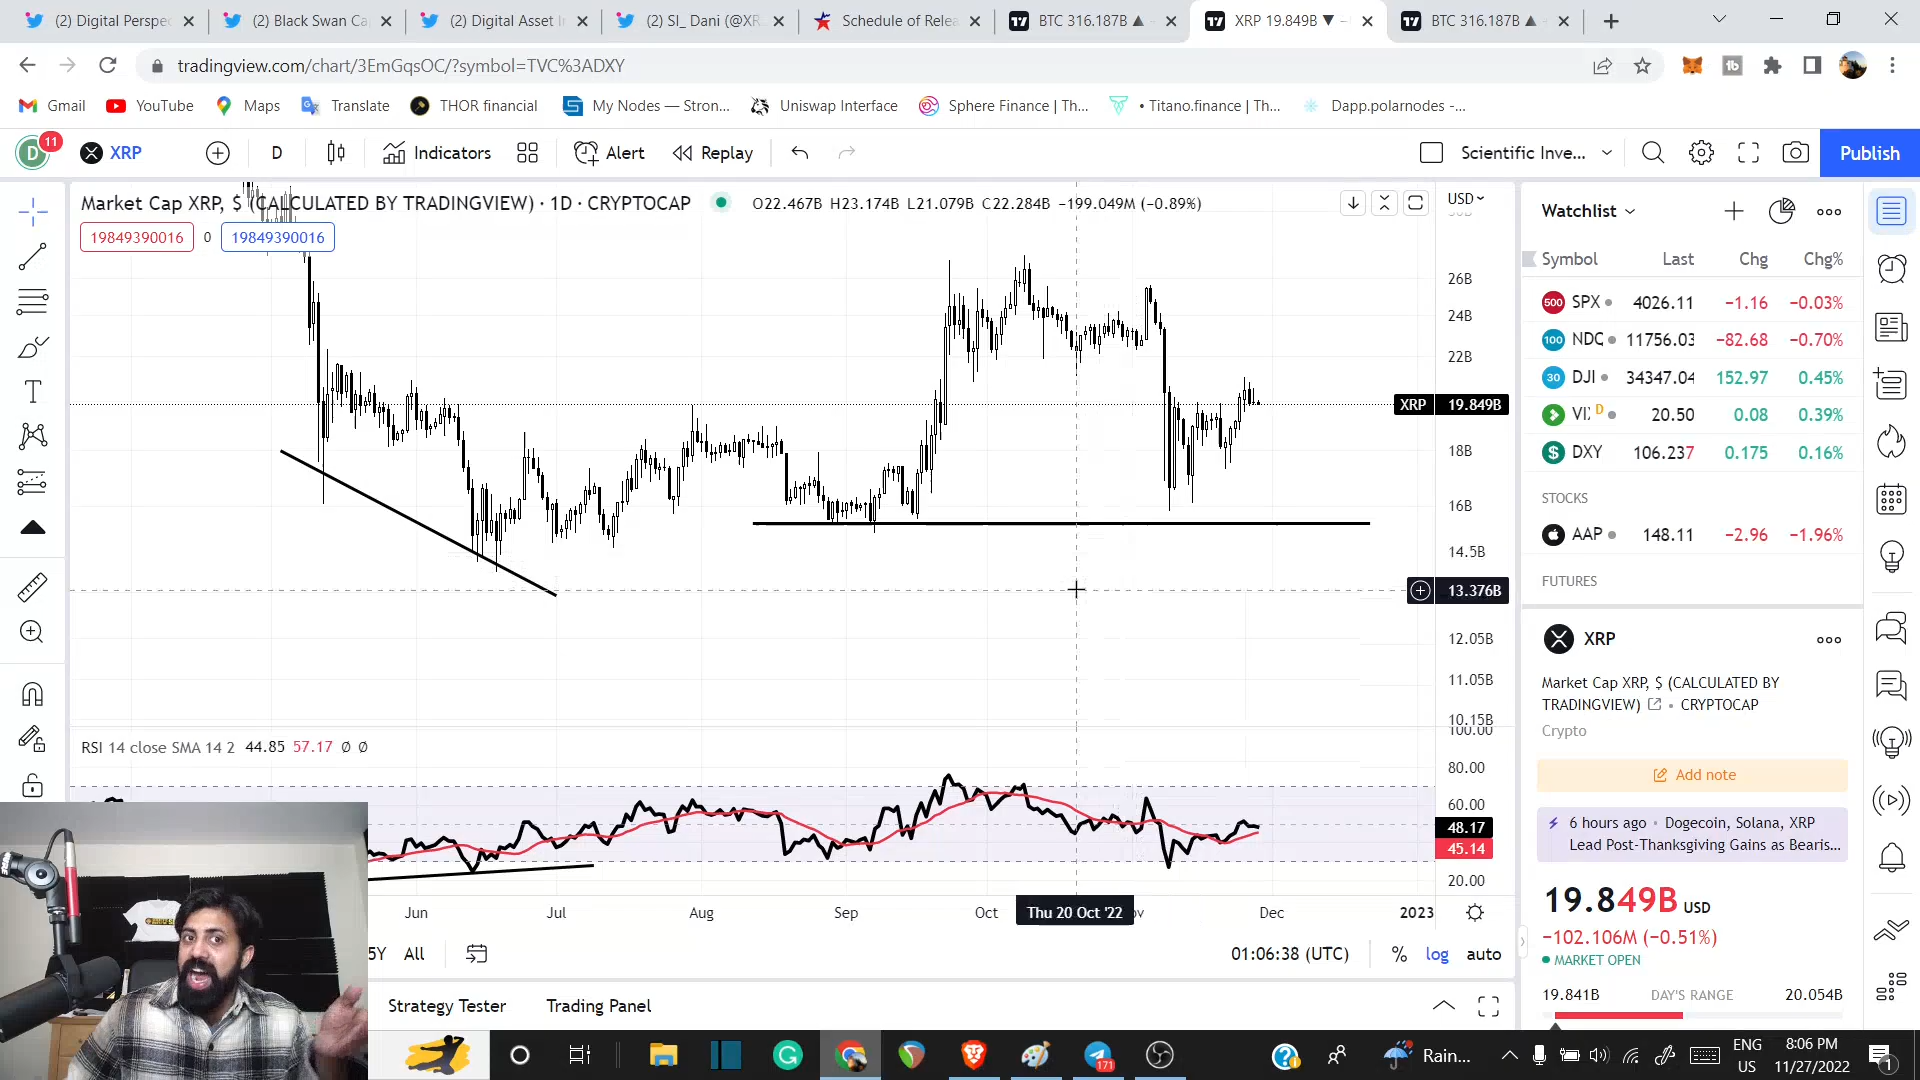 (2) Digital Perspec
(2) Black Swan Ca
(2) Digital Asset I
(2) SI_ Dani (@XR
Schedule of Relea
BTC 316.187B ▲
XRP 19.849B ▼
BTC 316.187B ▲
tradingview.com/chart/3EmGqsOC/?symbol=TVC%3ADXY
Gmail
YouTube
Maps
Translate
THOR financial
My Nodes — Stron...
Uniswap Interface
Sphere Finance | Th...
• Titano.finance | Th...
Dapp.polarnodes -...
D
11
XRP
D
Indicators
Alert
Replay
Scientific Inve...
Publish
Market Cap XRP, $ (CALCULATED BY TRADINGVIEW) · 1D · CRYPTOCAP
O22.467B H23.174B L21.079B C22.284B −199.049M (−0.89%)
19849390016
0
19849390016
USD
26B
24B
22B
XRP 19.849B
18B
16B
14.5B
13.376B
12.05B
11.05B
10.15B
RSI 14 close SMA 14 2 44.85 57.17 Ø Ø
100.00
80.00
60.00
48.17
45.14
20.00
Jun
Jul
Aug
Sep
Oct
Thu 20 Oct '22
Dec
2023
5Y
All
01:06:38 (UTC)
%
log
auto
Strategy Tester
Trading Panel
Watchlist
Symbol Last Chg Chg%
500 SPX 4026.11 −1.16 −0.03%
100 NDQ 11756.03 −82.68 −0.70%
30 DJI 34347.04 152.97 0.45%
VI D 20.50 0.08 0.39%
$ DXY 106.237 0.175 0.16%
STOCKS
AAP 148.11 −2.96 −1.96%
FUTURES
XRP
Market Cap XRP, $ (CALCULATED BY
TRADINGVIEW) • CRYPTOCAP
Crypto
Add note
6 hours ago • Dogecoin, Solana, XRP
Lead Post-Thanksgiving Gains as Bearis...
19.849B USD
−102.106M (−0.51%)
MARKET OPEN
19.841B DAY'S RANGE 20.054B
171
Rain...
ENG
US
8:06 PM
11/27/2022
1